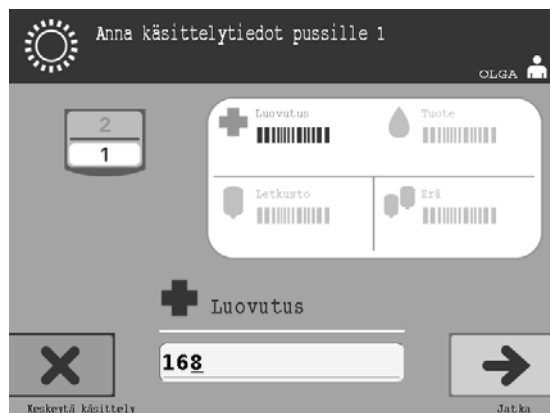 Anna käsittelytiedot pussille 1
OLGA
2
1
Luovutus
Tuote
Letkusto
Erä
Luovutus
168
Keskeytä käsittely
Jatka